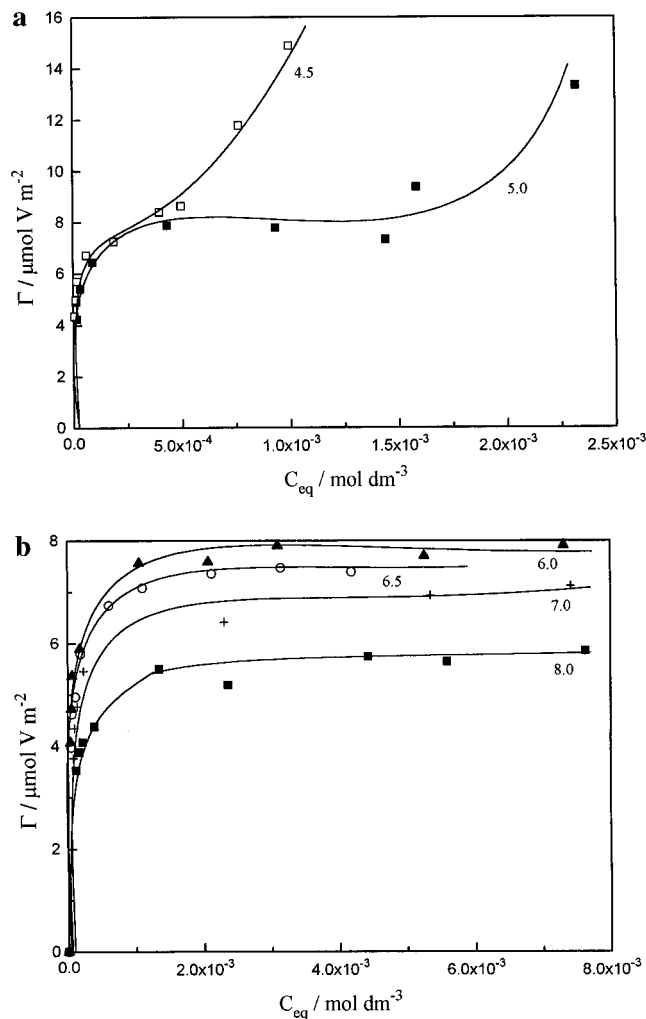 a
16
14
12
10
8
6
4
2
0
Γ / μmol V m-2
4.5
5.0
0.0
5.0x10-4
1.0x10-3
1.5x10-3
2.0x10-3
2.5x10-3
Ceq / mol dm-3
b
8
6
4
2
0
Γ / μmol V m-2
6.0
6.5
7.0
8.0
0.0
2.0x10-3
4.0x10-3
6.0x10-3
8.0x10-3
Ceq / mol dm-3